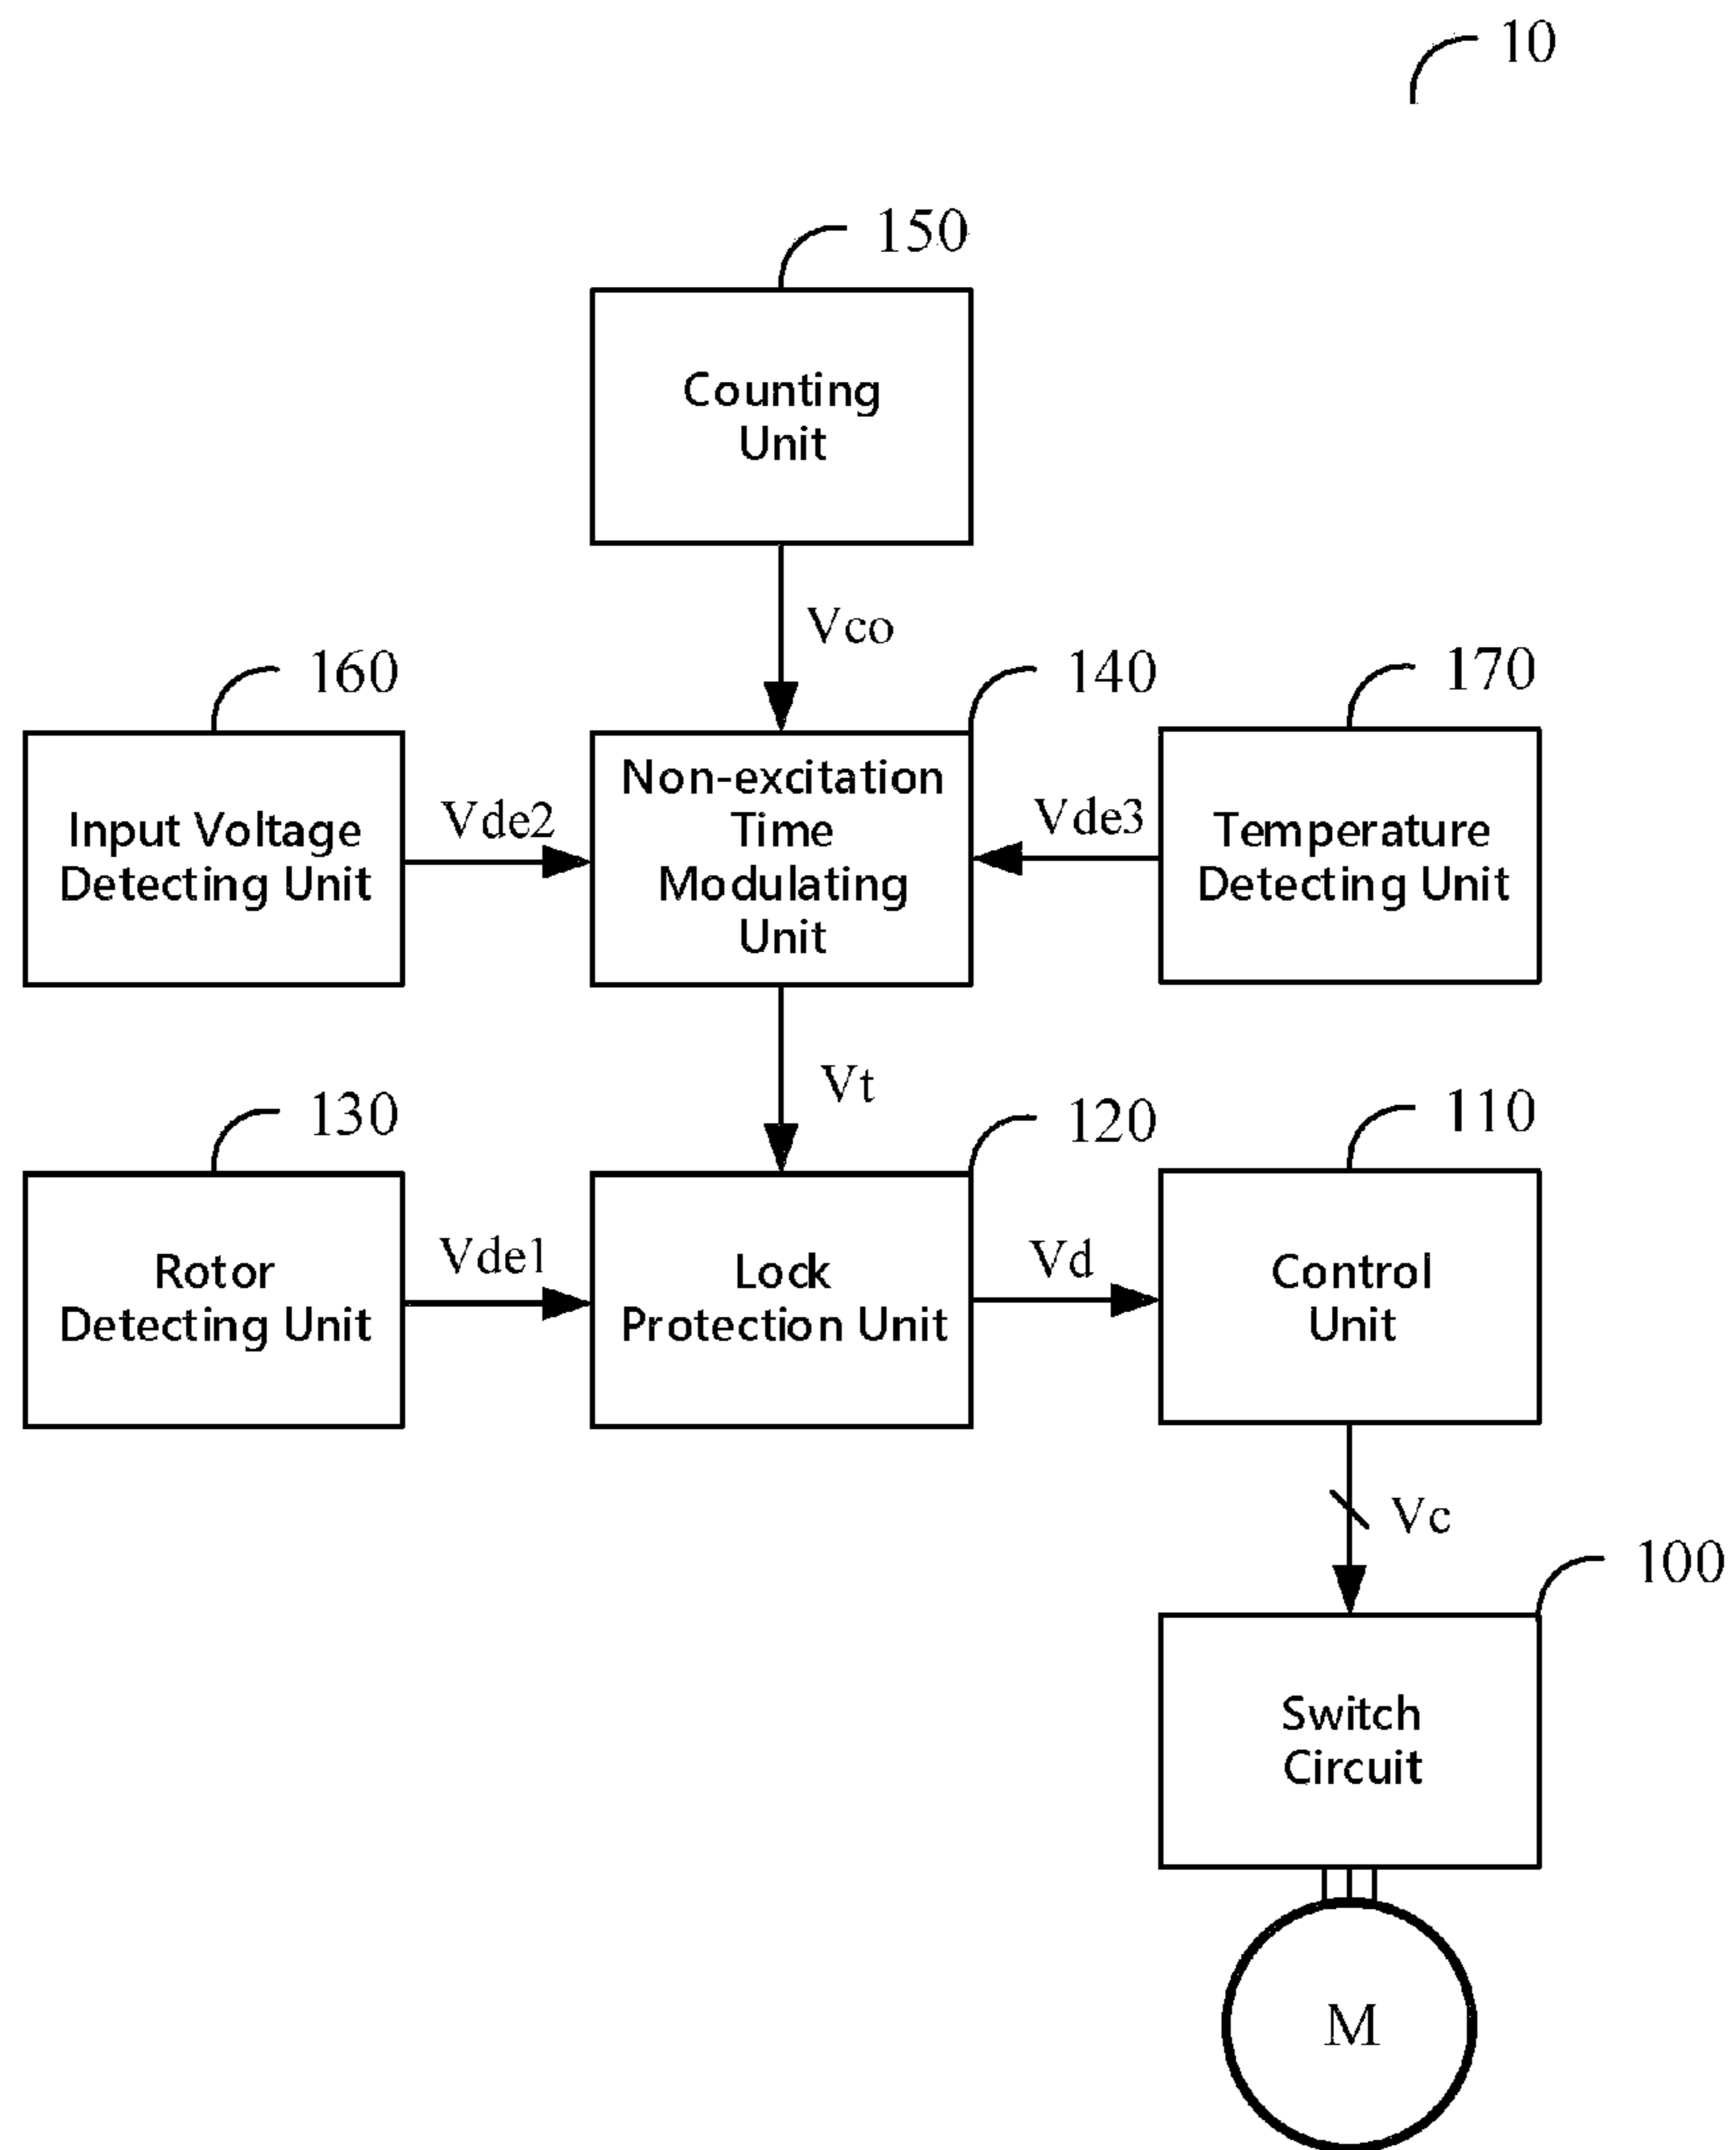 10
150
Counting
Unit
Vco
160
140
170
Input Voltage
Detecting Unit
Vde2
Non-excitation
Time
Modulating
Unit
Vde3
Temperature
Detecting Unit
Vt
130
120
110
Rotor
Detecting Unit
Vde1
Lock
Protection Unit
Vd
Control
Unit
Vc
100
Switch
Circuit
M